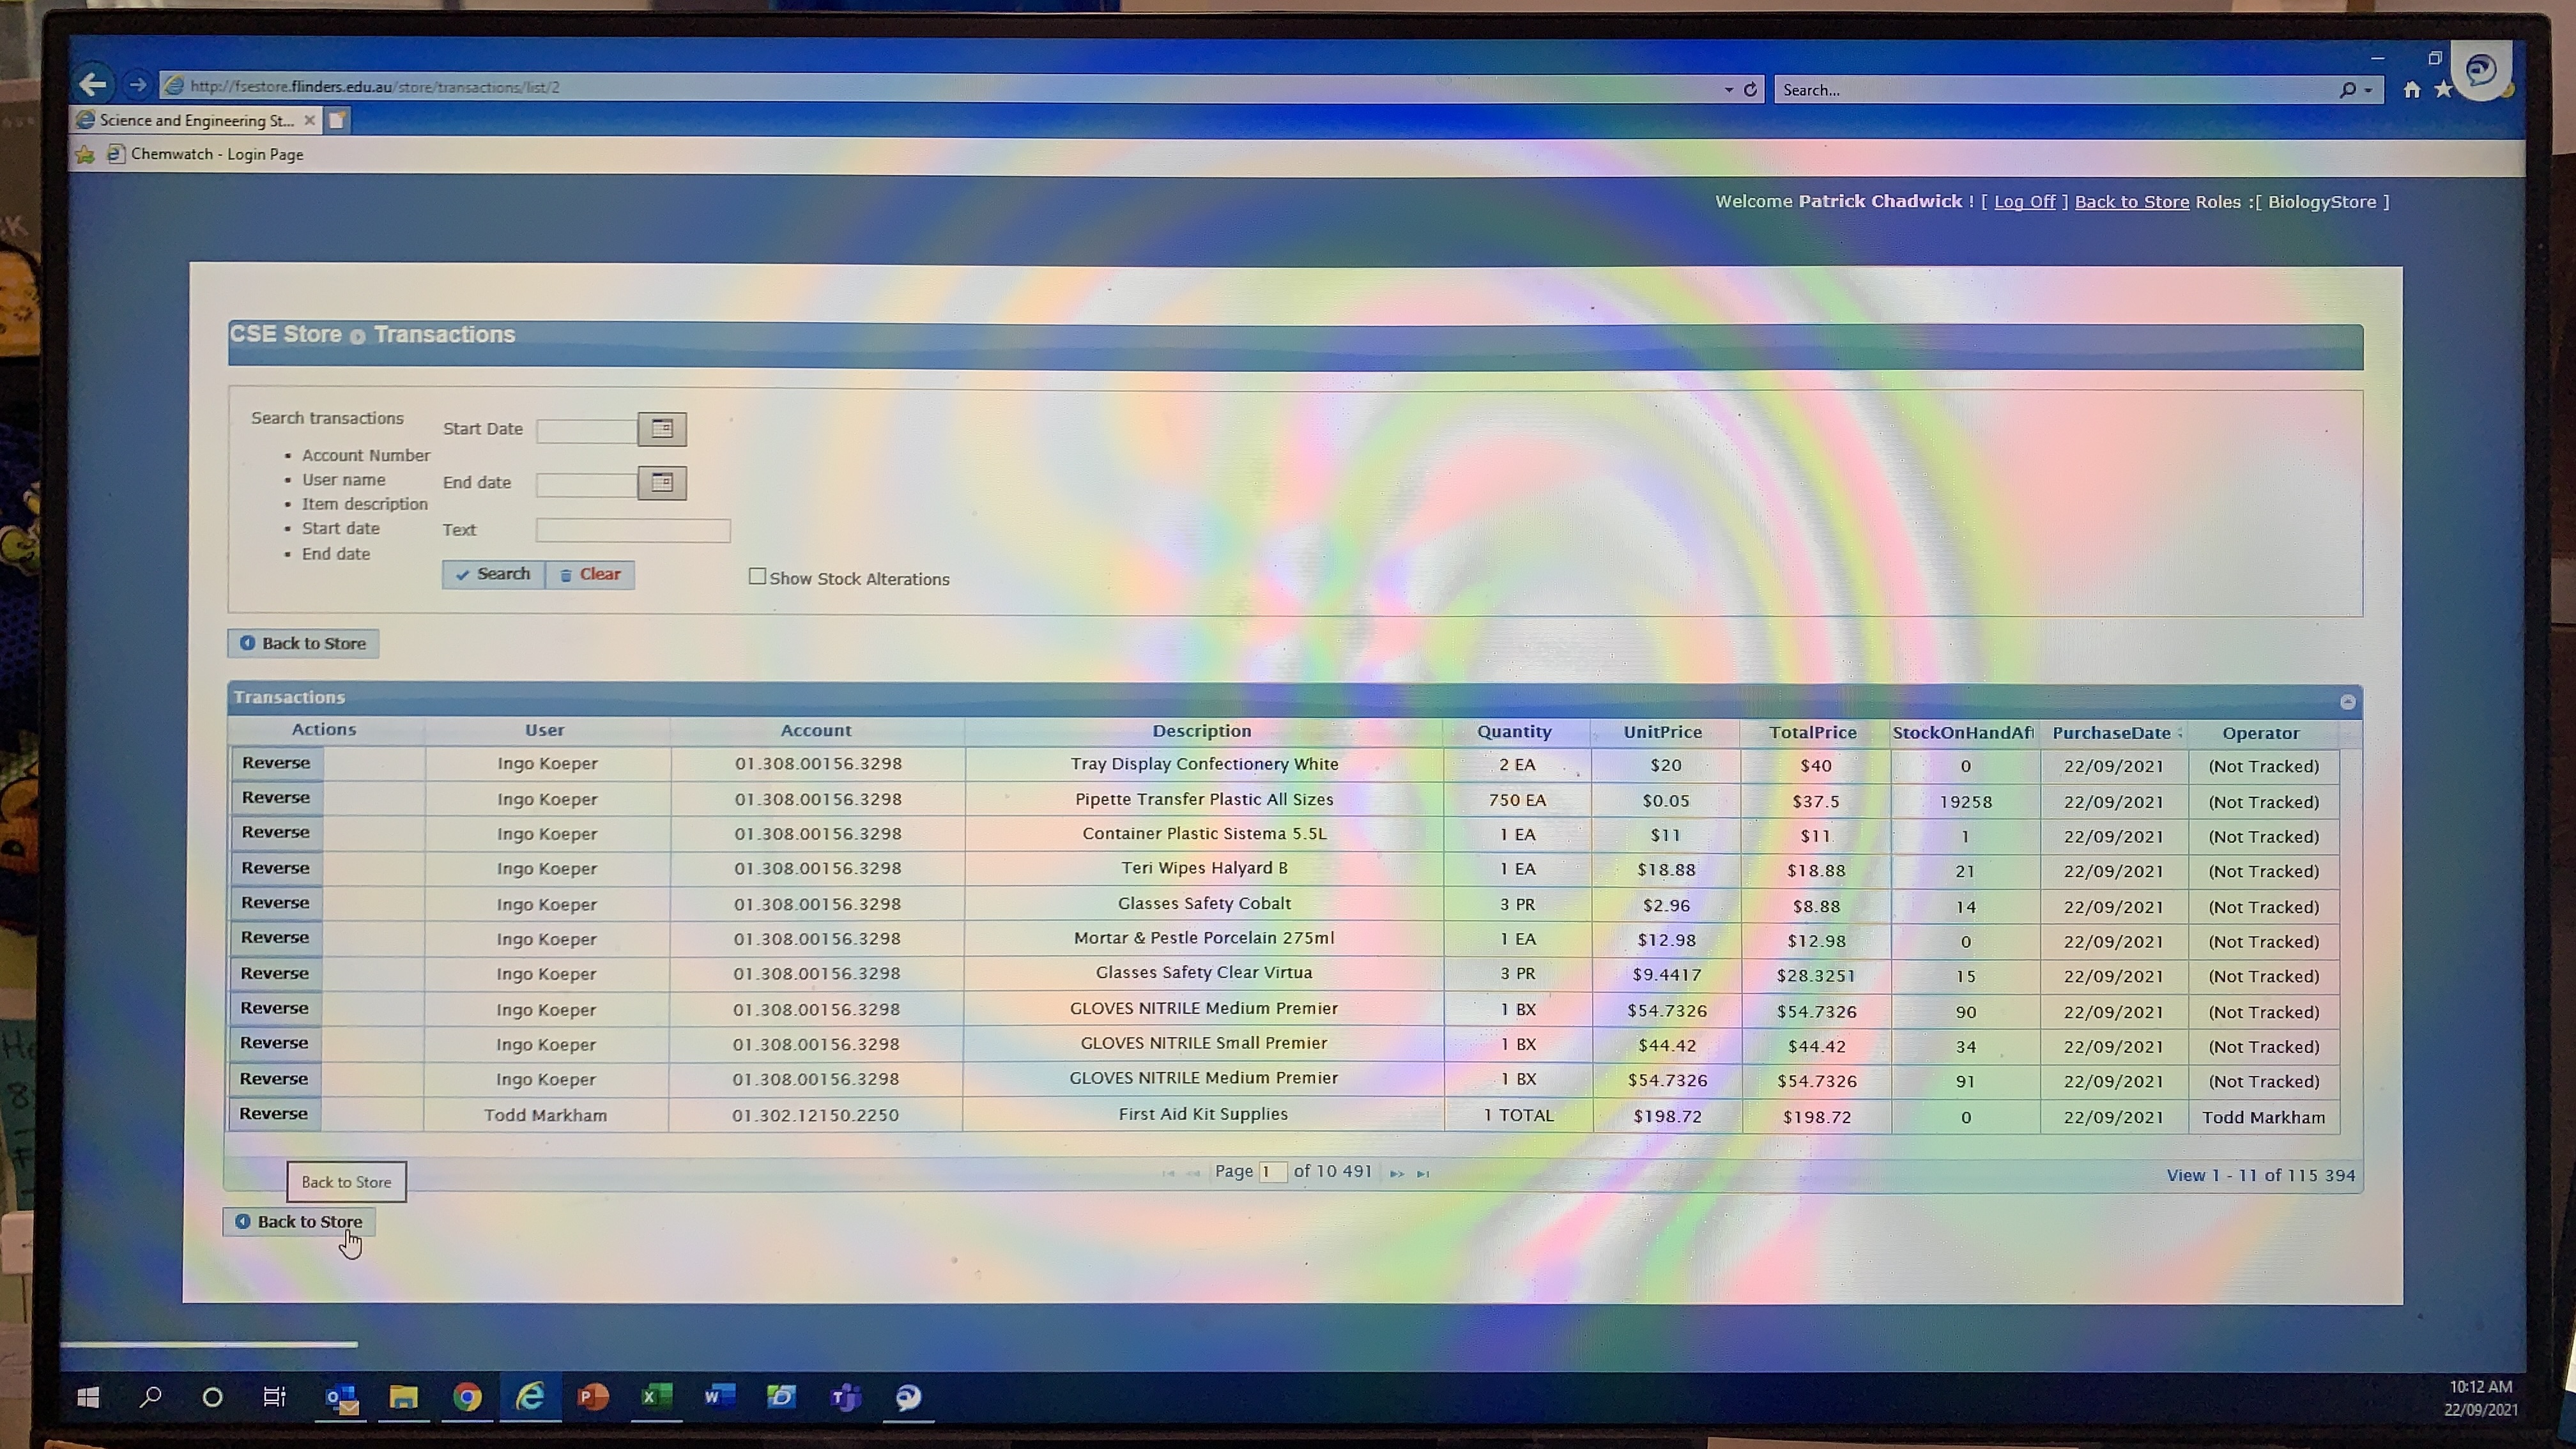 http://fsestore.flinders.edu.au/store/transactions/list/2
Search...
Science and Engineering St...
Chemwatch - Login Page
Welcome Patrick Chadwick ! [ Log Off ] Back to Store Roles :[ BiologyStore ]
CSE Store Transactions
Search transactions
Account Number
User name
Item description
Start date
End date
Start Date
End date
Text
Search Clear
Show Stock Alterations
Back to Store
Transactions
Actions User Account Description Quantity UnitPrice TotalPrice StockOnHandAft PurchaseDate Operator
Reverse Ingo Koeper 01.308.00156.3298 Tray Display Confectionery White 2 EA $20 $40 0 22/09/2021 (Not Tracked)
Reverse Ingo Koeper 01.308.00156.3298 Pipette Transfer Plastic All Sizes 750 EA $0.05 $37.5 19258 22/09/2021 (Not Tracked)
Reverse Ingo Koeper 01.308.00156.3298 Container Plastic Sistema 5.5L 1 EA $11 $11 1 22/09/2021 (Not Tracked)
Reverse Ingo Koeper 01.308.00156.3298 Teri Wipes Halyard B 1 EA $18.88 $18.88 21 22/09/2021 (Not Tracked)
Reverse Ingo Koeper 01.308.00156.3298 Glasses Safety Cobalt 3 PR $2.96 $8.88 14 22/09/2021 (Not Tracked)
Reverse Ingo Koeper 01.308.00156.3298 Mortar & Pestle Porcelain 275ml 1 EA $12.98 $12.98 0 22/09/2021 (Not Tracked)
Reverse Ingo Koeper 01.308.00156.3298 Glasses Safety Clear Virtua 3 PR $9.4417 $28.3251 15 22/09/2021 (Not Tracked)
Reverse Ingo Koeper 01.308.00156.3298 GLOVES NITRILE Medium Premier 1 BX $54.7326 $54.7326 90 22/09/2021 (Not Tracked)
Reverse Ingo Koeper 01.308.00156.3298 GLOVES NITRILE Small Premier 1 BX $44.42 $44.42 34 22/09/2021 (Not Tracked)
Reverse Ingo Koeper 01.308.00156.3298 GLOVES NITRILE Medium Premier 1 BX $54.7326 $54.7326 91 22/09/2021 (Not Tracked)
Reverse Todd Markham 01.302.12150.2250 First Aid Kit Supplies 1 TOTAL $198.72 $198.72 0 22/09/2021 Todd Markham
Page 1 of 10 491
View 1 - 11 of 115 394
Back to Store
Back to Store
10:12 AM
22/09/2021